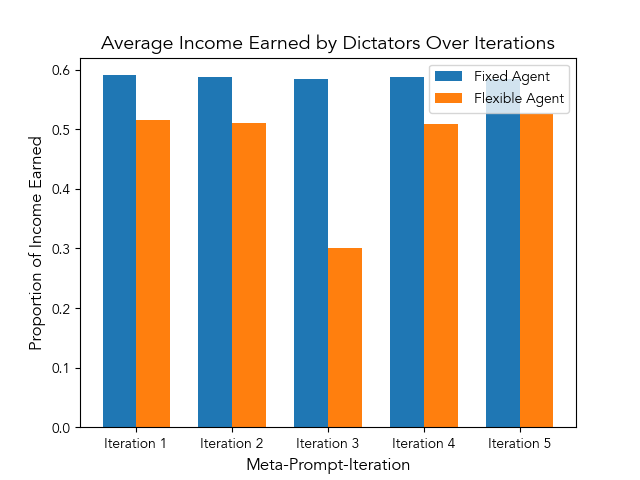 Average Income Earned by Dictators Over Iterations
Fixed Agent
Flexible Agent
Proportion of Income Earned
0.6
0.5
0.4
0.3
0.2
0.1
0.0
Iteration 1 Iteration 2 Iteration 3 Iteration 4 Iteration 5
Meta-Prompt-Iteration